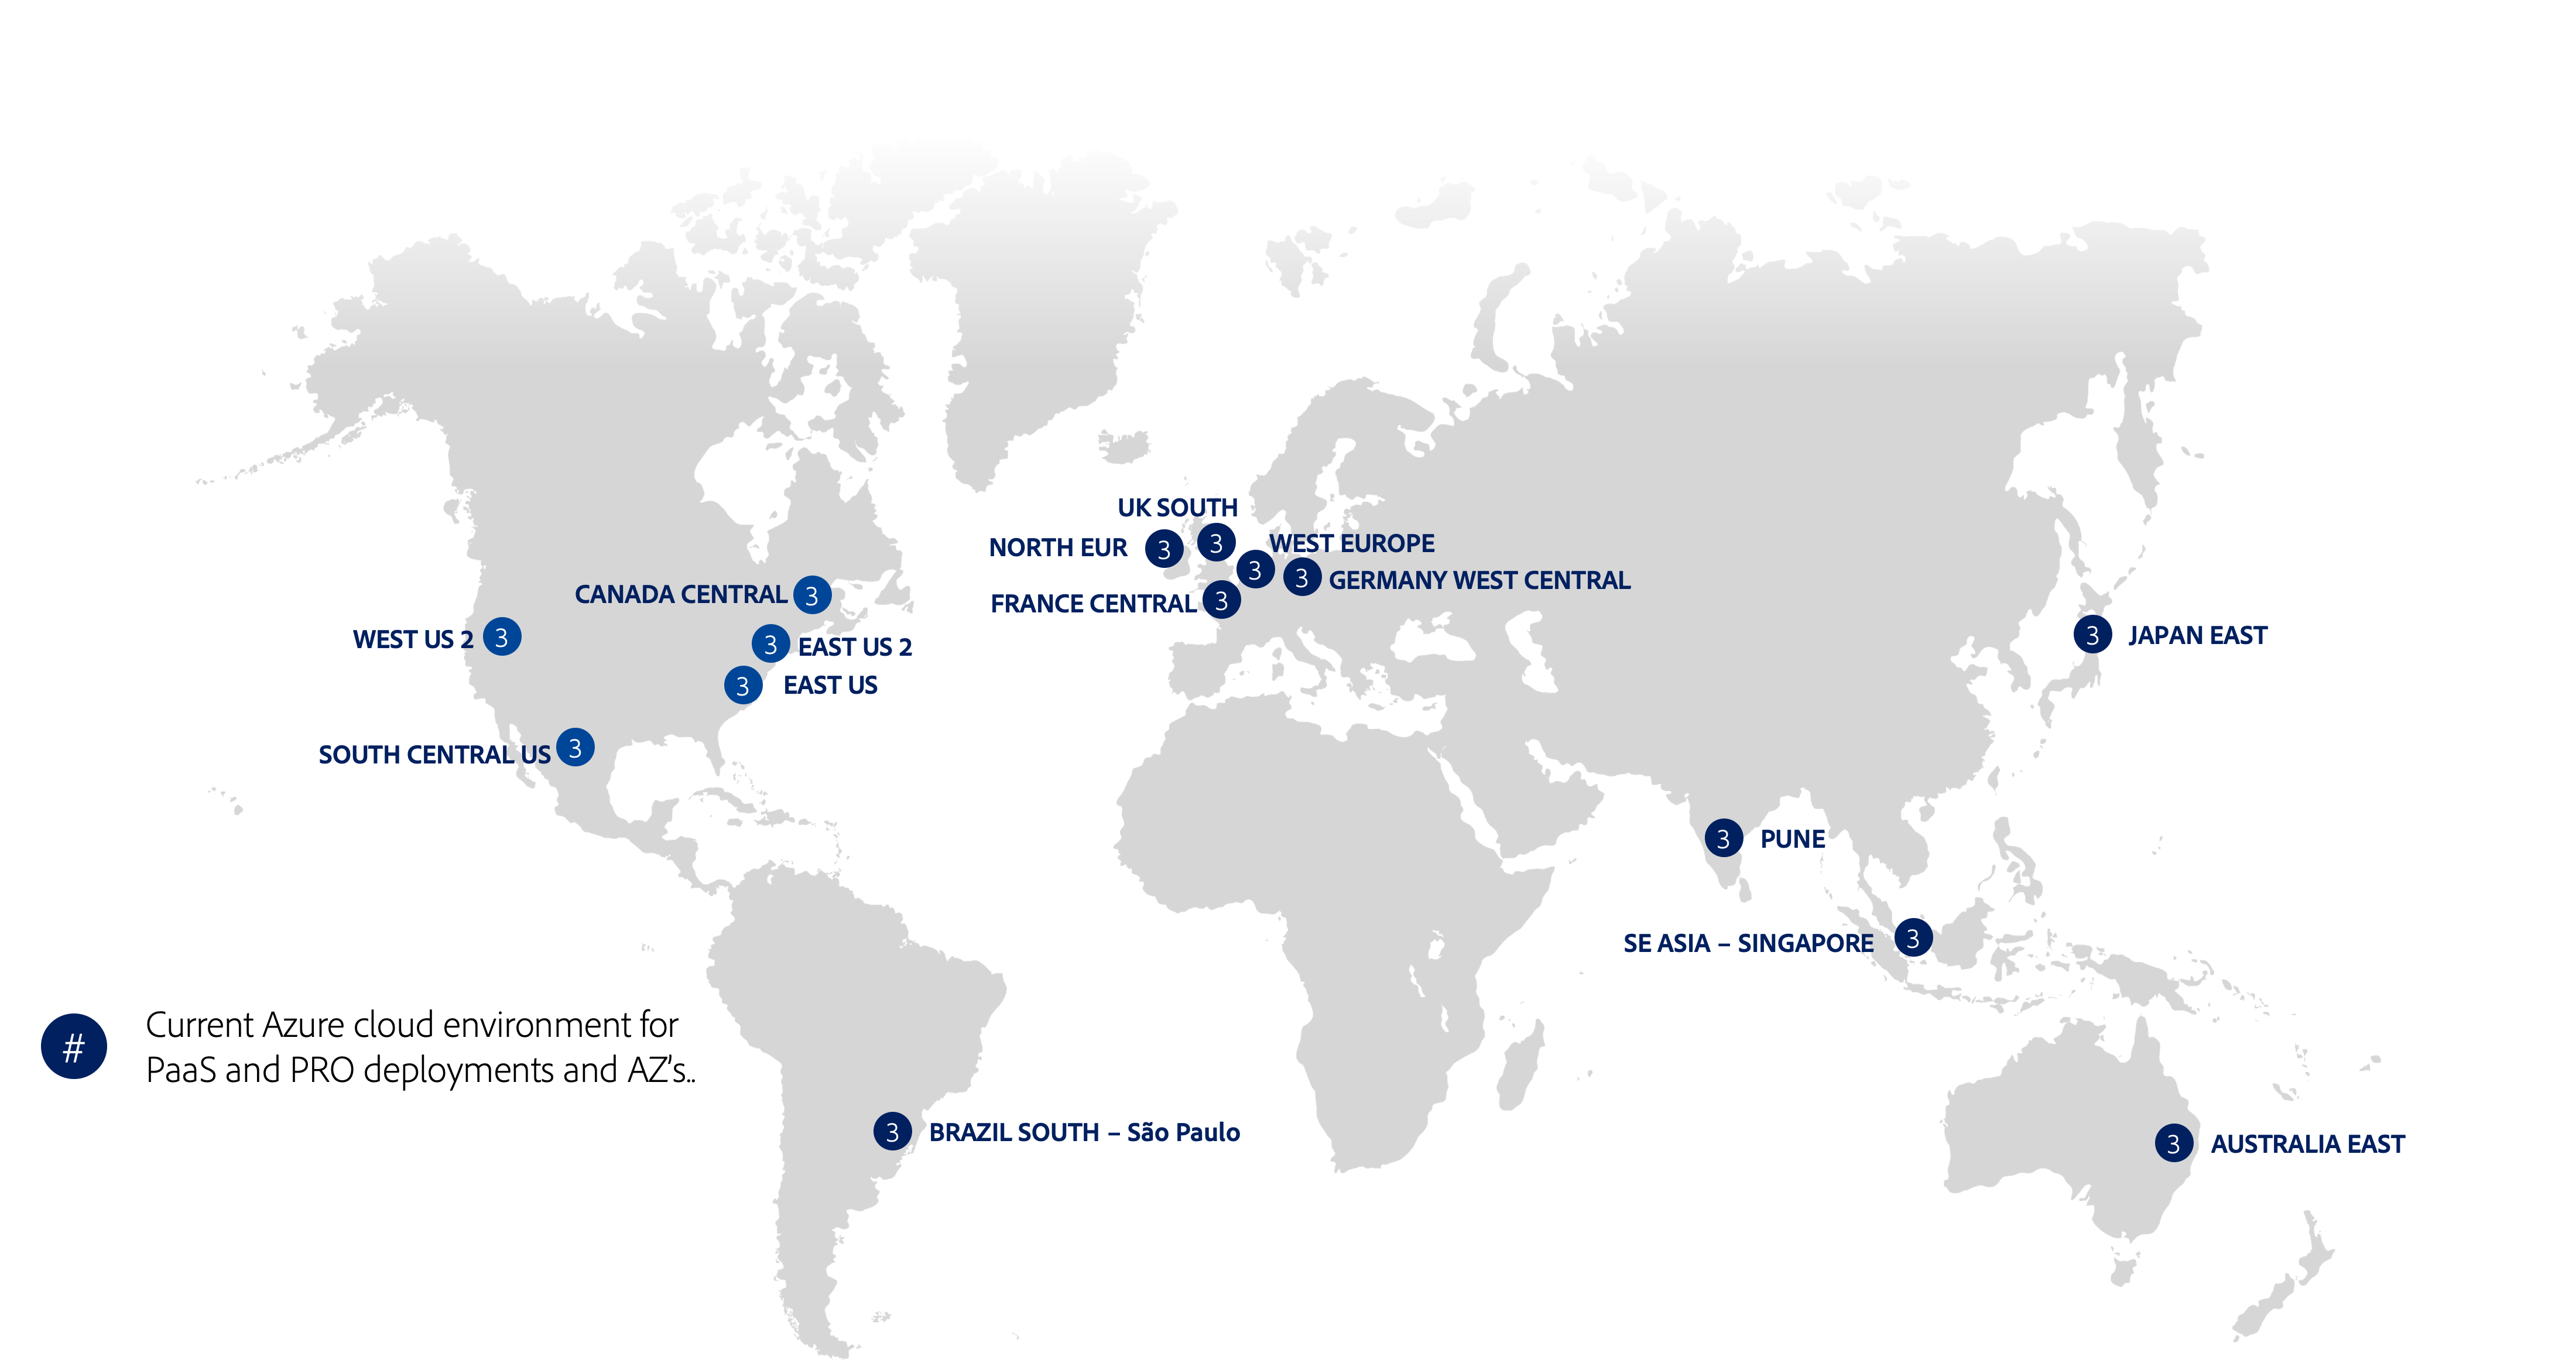 UK SOUTH
3
NORTH EUR 3
WEST EUROPE
3
3 GERMANY WEST CENTRAL
FRANCE CENTRAL 3
CANADA CENTRAL 3
WEST US 2 3
3 EAST US 2
3 EAST US
SOUTH CENTRAL US 3
3 JAPAN EAST
3 PUNE
SE ASIA – SINGAPORE 3
# Current Azure cloud environment for
PaaS and PRO deployments and AZ's..
3 BRAZIL SOUTH – São Paulo
3 AUSTRALIA EAST